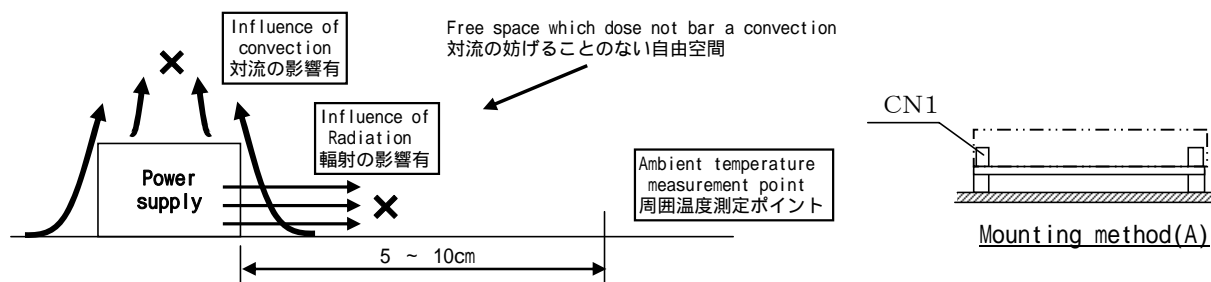 Influence of
convection
対流の影響有
Free space which dose not bar a convection
対流の妨げることのない自由空間
Influence of
Radiation
輻射の影響有
Power
supply
Ambient temperature
measurement point
周囲温度測定ポイント
5 ~ 10cm
CN1
Mounting method(A)